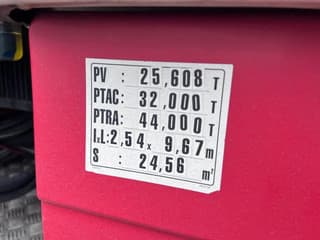 PV : 25,608 T
PTAC: 32,000 T
PTRA: 44,000 T
l.L: 2,54 x 9,67 m
S : 24,56 m²